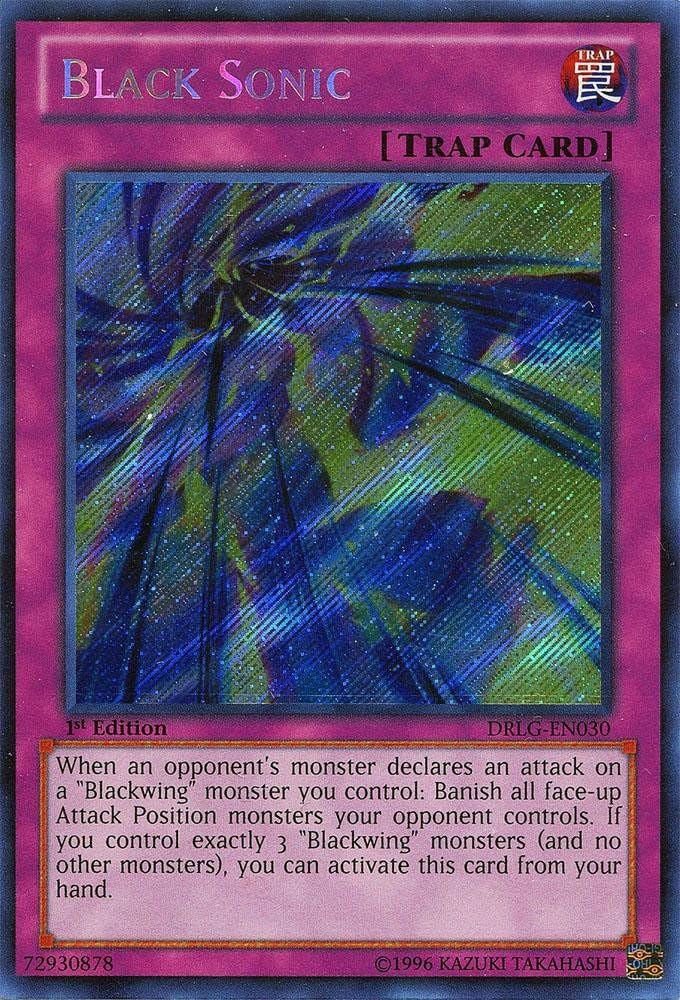 Black Sonic
TRAP
罠
[Trap Card]
1st Edition
DRLG-EN030
When an opponent's monster declares an attack on
a "Blackwing" monster you control: Banish all face-up
Attack Position monsters your opponent controls. If
you control exactly 3 "Blackwing" monsters (and no
other monsters), you can activate this card from your
hand.
72930878
©1996 KAZUKI TAKAHASHI